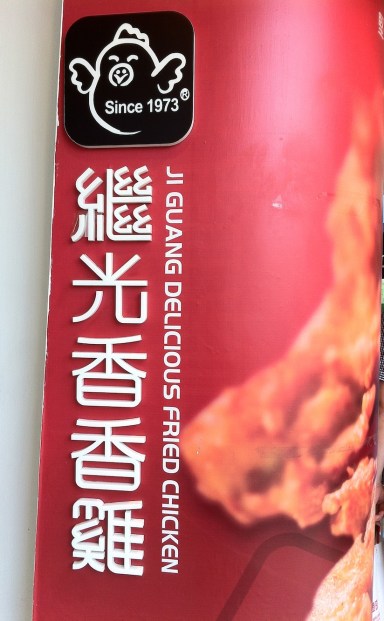 Since 1973®
繼光香香雞
JI GUANG DELICIOUS FRIED CHICKEN